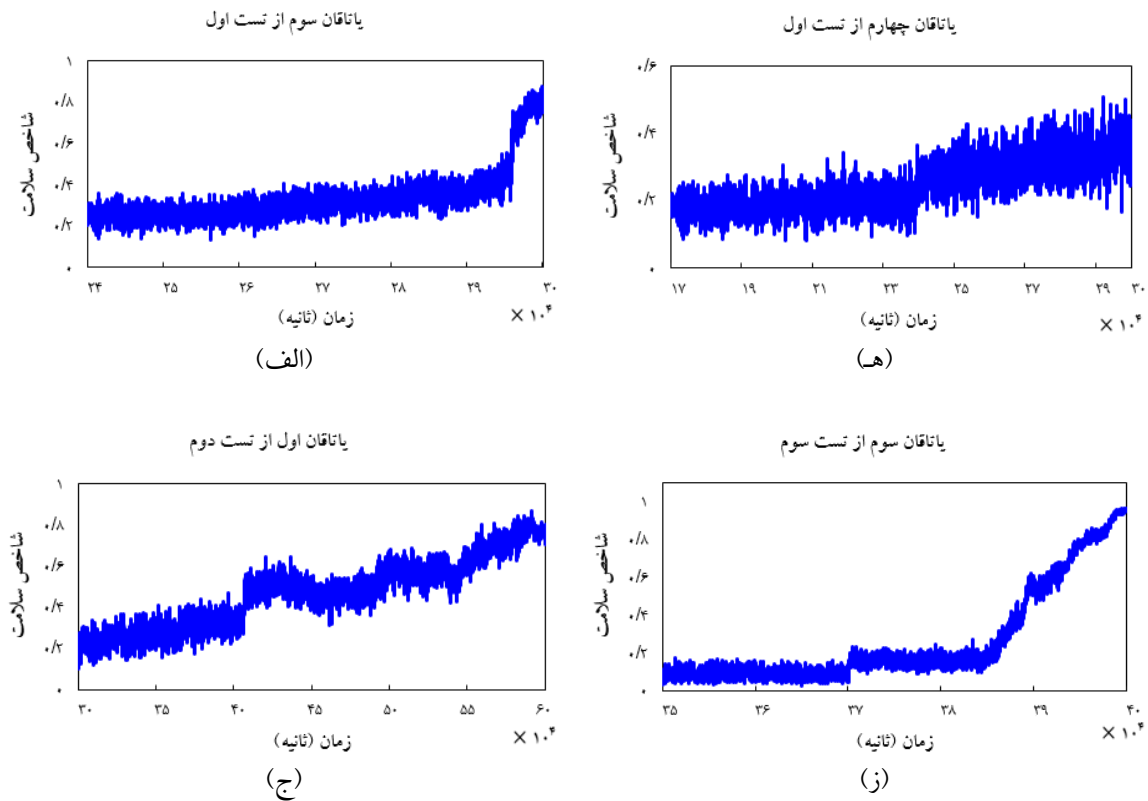 یاتاقان سوم از تست اول
شاخص سلامت
۱
۰/۸
۰/۶
۰/۴
۰/۲
۰
۲۴ ۲۵ ۲۶ ۲۷ ۲۸ ۲۹ ۳۰
× ۱۰^۴
زمان (ثانیه)
(الف)
یاتاقان چهارم از تست اول
شاخص سلامت
۰/۶
۰/۴
۰/۲
۰
۱۷ ۱۹ ۲۱ ۲۳ ۲۵ ۲۷ ۲۹ ۳۰
× ۱۰^۴
زمان (ثانیه)
(هـ)
یاتاقان اول از تست دوم
شاخص سلامت
۱
۰/۸
۰/۶
۰/۴
۰/۲
۰
۳۰ ۳۵ ۴۰ ۴۵ ۵۰ ۵۵ ۶۰
× ۱۰^۴
زمان (ثانیه)
(ج)
یاتاقان سوم از تست سوم
شاخص سلامت
۱
۰/۸
۰/۶
۰/۴
۰/۲
۰
۳۵ ۳۶ ۳۷ ۳۸ ۳۹ ۴۰
× ۱۰^۴
زمان (ثانیه)
(ز)